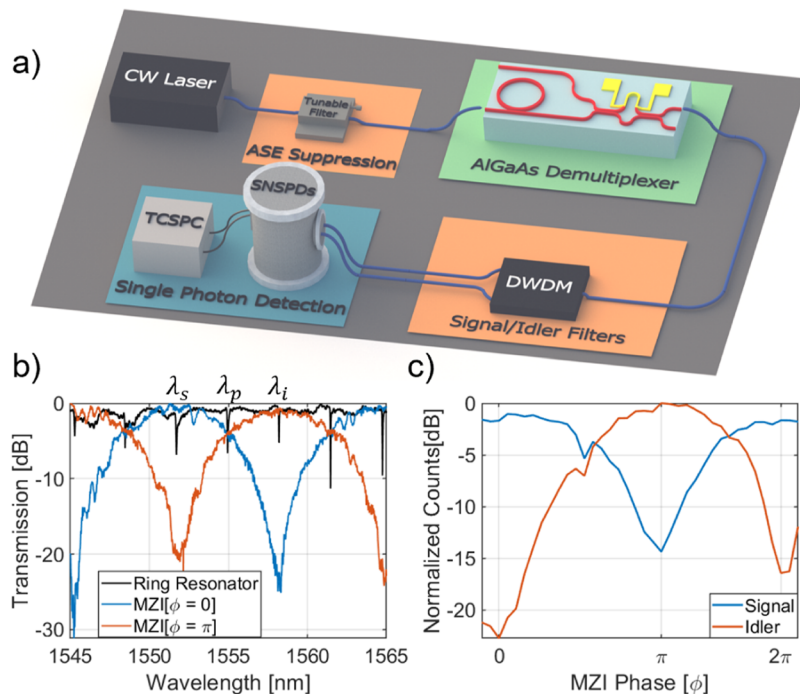 a)
CW Laser
Tunable
Filter
ASE Suppression
AlGaAs Demultiplexer
SNSPDs
TCSPC
Single Photon Detection
DWDM
Signal/Idler Filters
b)
λs λp λi
0
-10
-20
-30
Transmission [dB]
Ring Resonator
MZI[ϕ = 0]
MZI[ϕ = π]
1545 1550 1555 1560 1565
Wavelength [nm]
c)
0
-5
-10
-15
-20
Normalized Counts[dB]
Signal
Idler
0 π 2π
MZI Phase [ϕ]